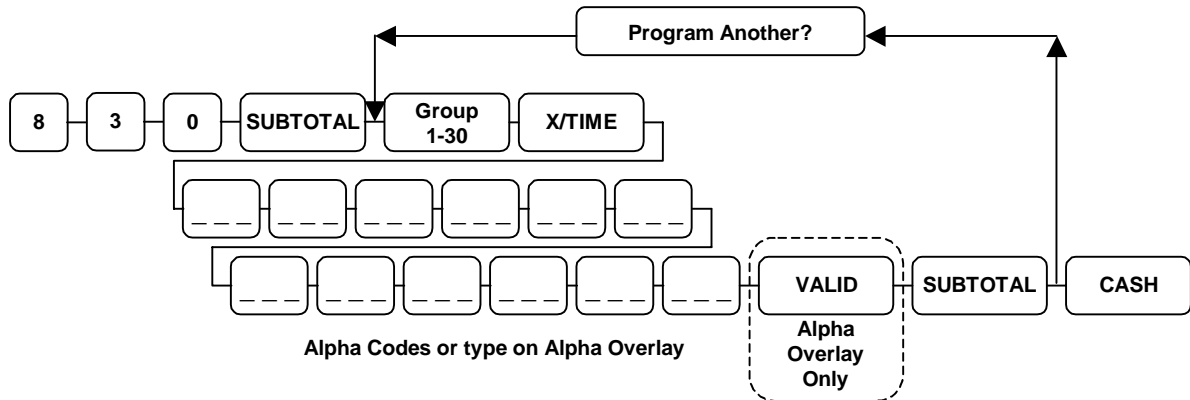 Program Another?
8
3
0
SUBTOTAL
Group
1-30
X/TIME
_ _ _
_ _ _
_ _ _
_ _ _
_ _ _
_ _ _
_ _ _
_ _ _
_ _ _
_ _ _
_ _ _
_ _ _
VALID
SUBTOTAL
CASH
Alpha Codes or type on Alpha Overlay
Alpha
Overlay
Only